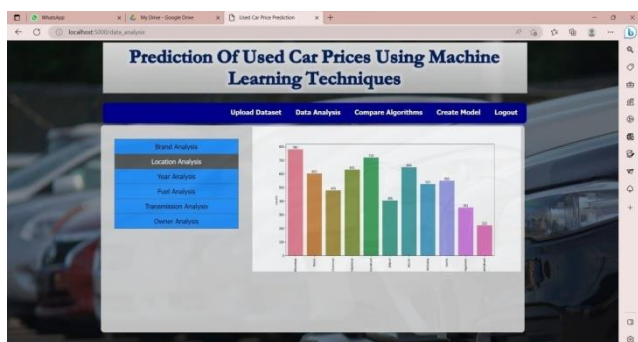 WhatsApp
My Drive - Google Drive
Used Car Price Prediction
localhost:5000/data_analysis
Prediction Of Used Car Prices Using Machine
Learning Techniques
Upload Dataset Data Analysis Compare Algorithms Create Model Logout
Brand Analysis
Location Analysis
Year Analysis
Fuel Analysis
Transmission Analysis
Owner Analysis